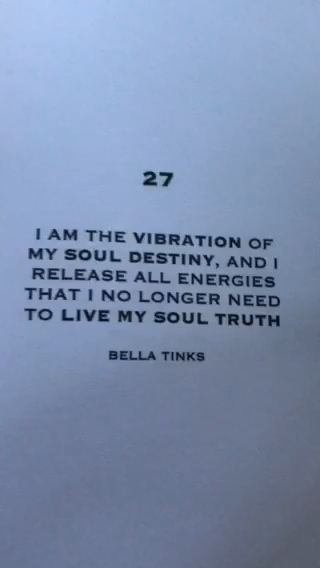 27
I AM THE VIBRATION OF
MY SOUL DESTINY, AND I
RELEASE ALL ENERGIES
THAT I NO LONGER NEED
TO LIVE MY SOUL TRUTH
BELLA TINKS